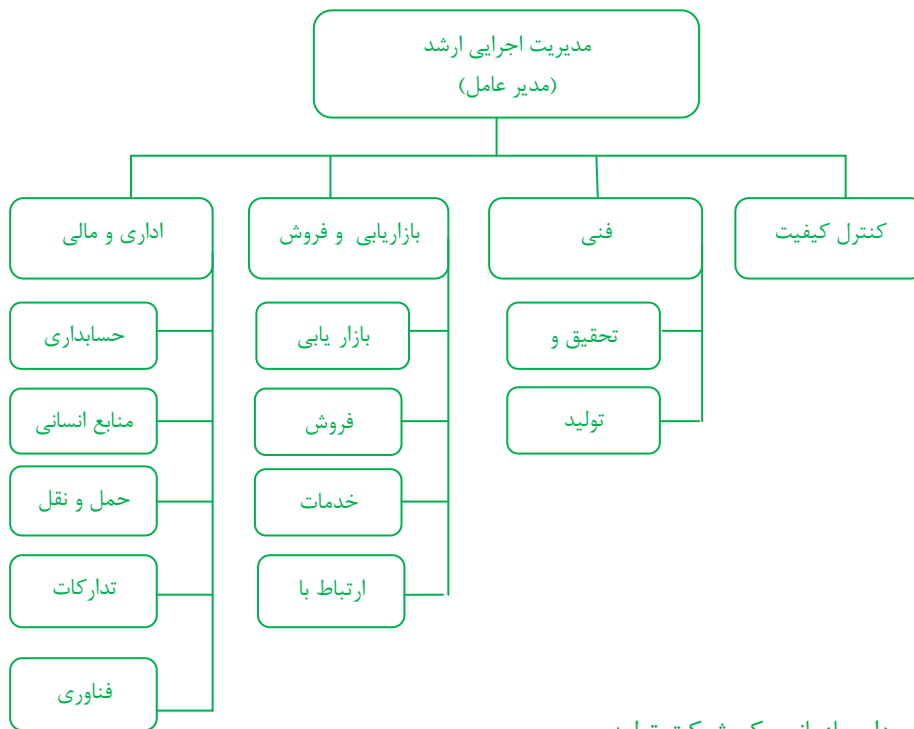 مدیریت اجرایی ارشد
(مدیر عامل)
کنترل کیفیت
فنی
بازاریابی و فروش
اداری و مالی
تحقیق و
تولید
بازار یابی
فروش
خدمات
ارتباط با
حسابداری
منابع انسانی
حمل و نقل
تدارکات
فناوری